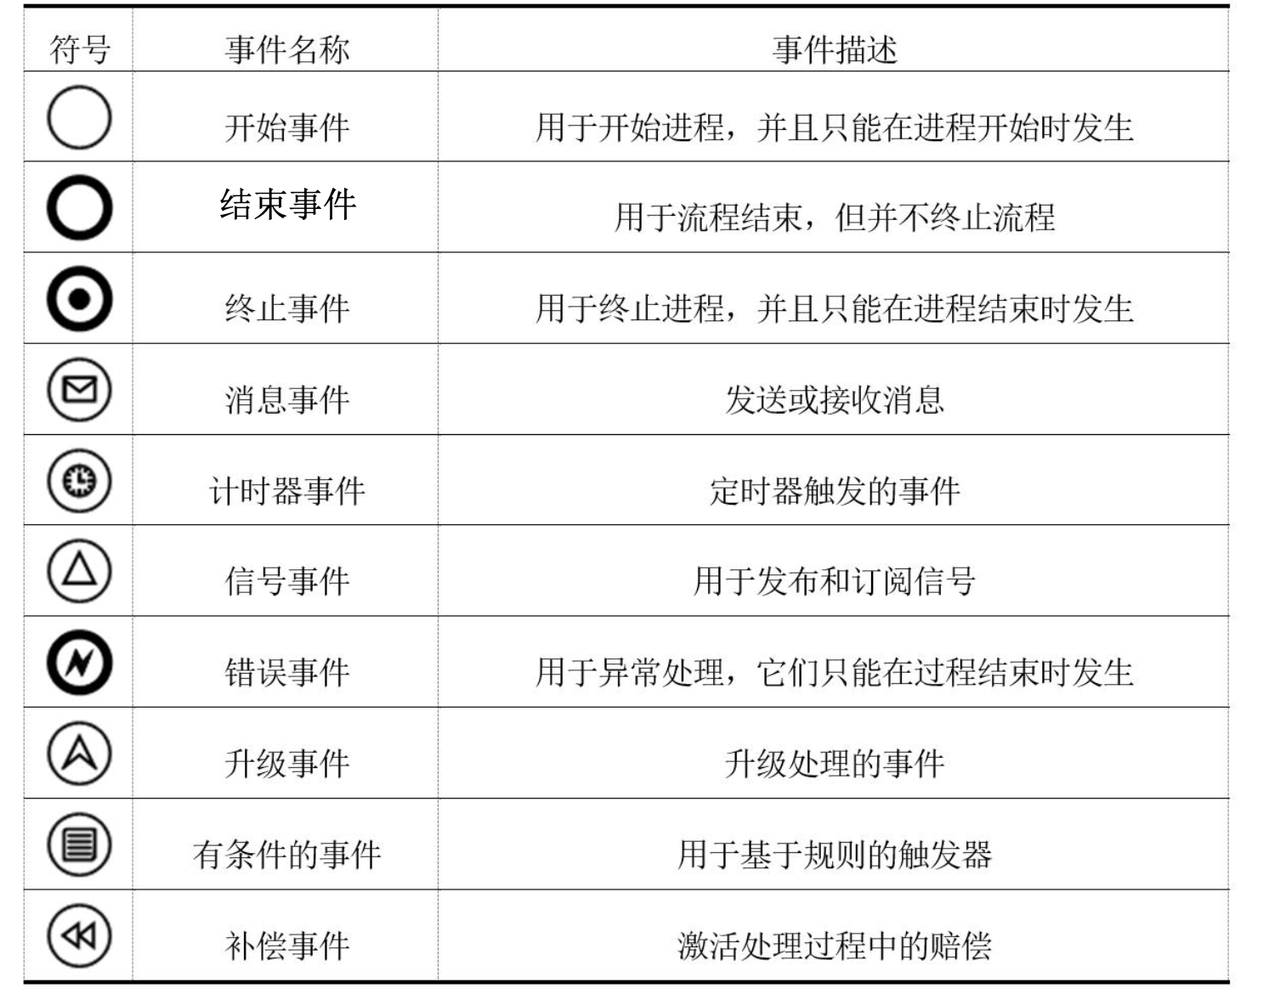 符号 事件名称 事件描述
开始事件 用于开始进程，并且只能在进程开始时发生
结束事件 用于流程结束，但并不终止流程
终止事件 用于终止进程，并且只能在进程结束时发生
消息事件 发送或接收消息
计时器事件 定时器触发的事件
信号事件 用于发布和订阅信号
错误事件 用于异常处理，它们只能在过程结束时发生
升级事件 升级处理的事件
有条件的事件 用于基于规则的触发器
补偿事件 激活处理过程中的赔偿